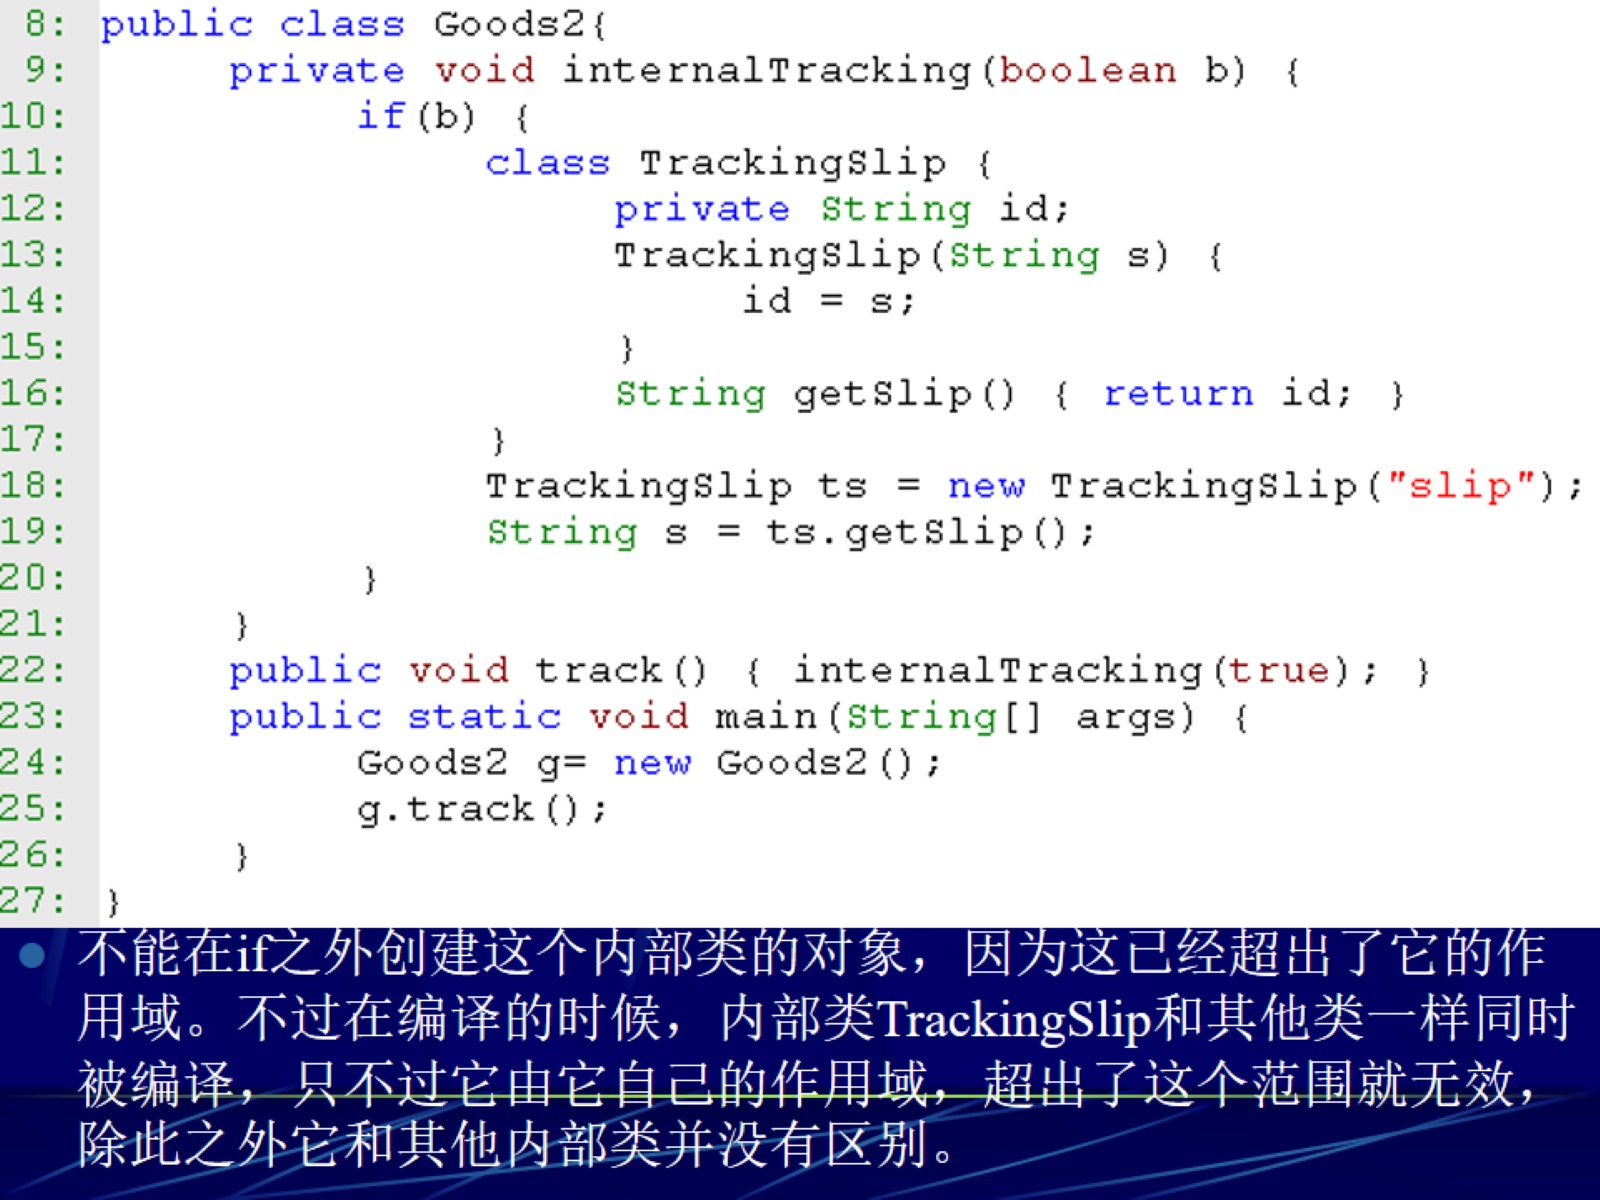 8: public class Goods2{
9: private void internalTracking(boolean b) {
10: if(b) {
11: class TrackingSlip {
12: private String id;
13: TrackingSlip(String s) {
14: id = s;
15: }
16: String getSlip() { return id; }
17: }
18: TrackingSlip ts = new TrackingSlip("slip");
19: String s = ts.getSlip();
20: }
21: }
22: public void track() { internalTracking(true); }
23: public static void main(String[] args) {
24: Goods2 g= new Goods2();
25: g.track();
26: }
27: }
不能在if之外创建这个内部类的对象，因为这已经超出了它的作
用域。不过在编译的时候，内部类TrackingSlip和其他类一样同时
被编译，只不过它由它自己的作用域，超出了这个范围就无效，
除此之外它和其他内部类并没有区别。